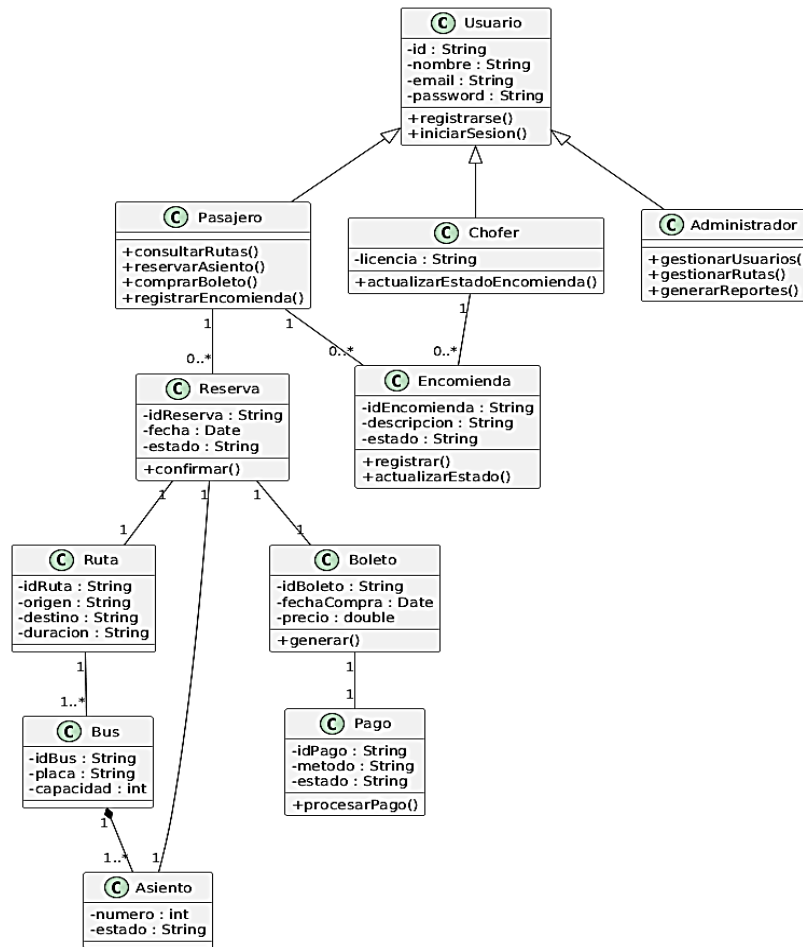 C Usuario
-id : String
-nombre : String
-email : String
-password : String
+registrarse()
+iniciarSesion()
C Pasajero
+consultarRutas()
+reservarAsiento()
+comprarBoleto()
+registrarEncomienda()
C Chofer
-licencia : String
+actualizarEstadoEncomienda()
C Administrador
+gestionarUsuarios()
+gestionarRutas()
+generarReportes()
1
1
1
0..*
0..*
0..*
C Reserva
-idReserva : String
-fecha : Date
-estado : String
+confirmar()
C Encomienda
-idEncomienda : String
-descripcion : String
-estado : String
+registrar()
+actualizarEstado()
1
1
1
1
1
C Ruta
-idRuta : String
-origen : String
-destino : String
-duracion : String
C Boleto
-idBoleto : String
-fechaCompra : Date
-precio : double
+generar()
1
1
1..*
1
C Bus
-idBus : String
-placa : String
-capacidad : int
C Pago
-idPago : String
-metodo : String
-estado : String
+procesarPago()
1
1..*
1
C Asiento
-numero : int
-estado : String